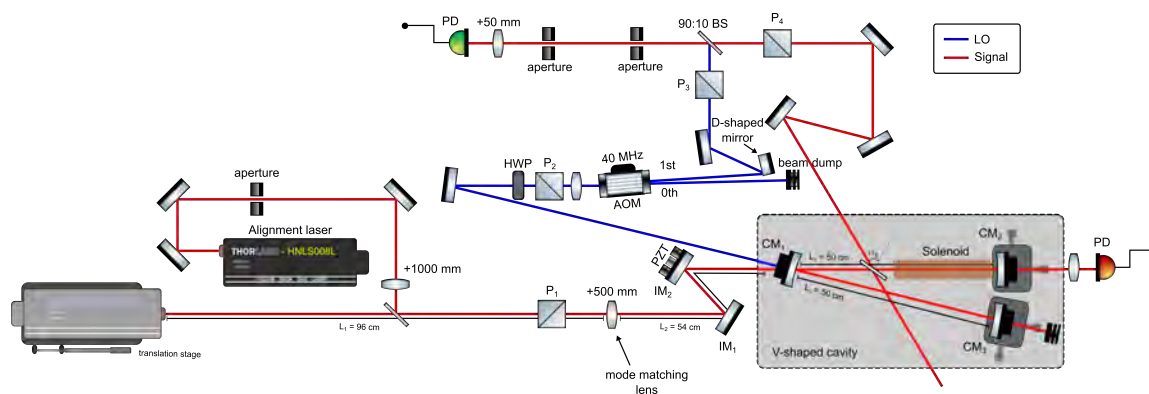 PD
+50 mm
90:10 BS
P4
LO
Signal
aperture
aperture
P3
D-shaped
mirror
beam dump
40 MHz
1st
0th
AOM
HWP
P2
aperture
Alignment laser
THORLABS - HNLS008L
+1000 mm
PZT
IM2
CM1
L3 = 50 cm
Solenoid
CM2
PD
P1
+500 mm
= 50 cm
L1 = 96 cm
L2 = 54 cm
IM1
CM3
V-shaped cavity
translation stage
mode matching
lens